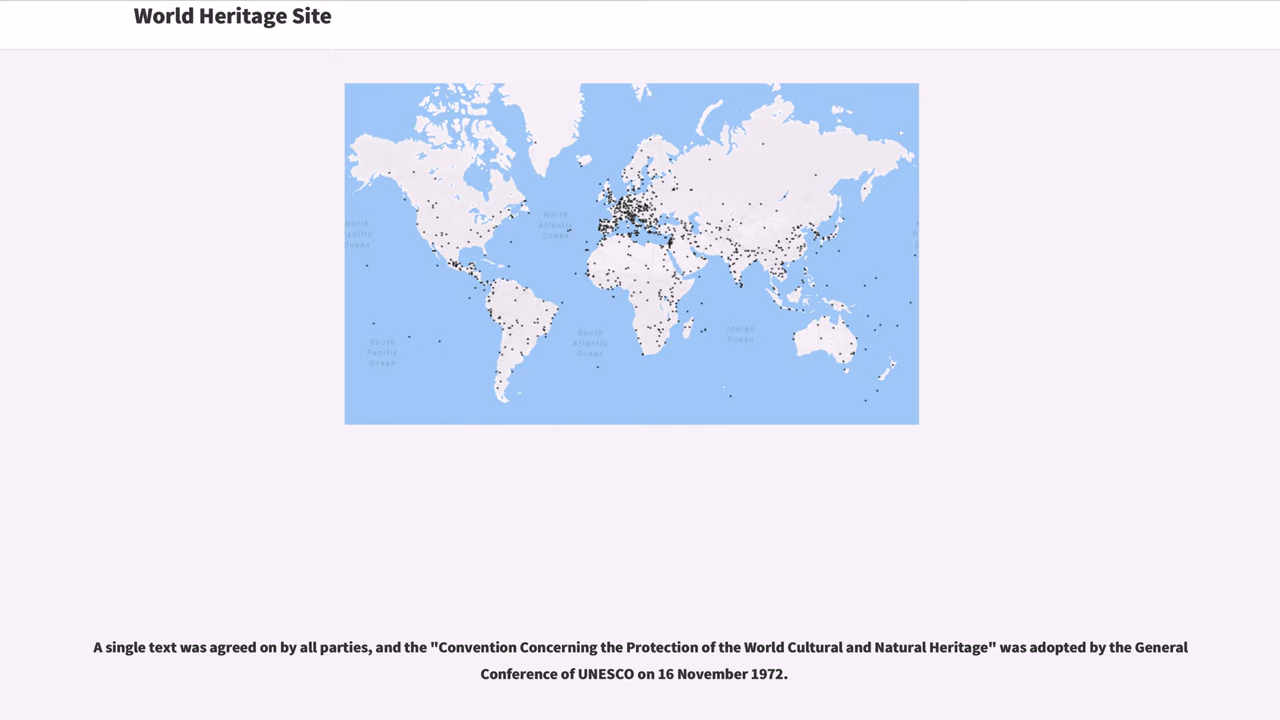 World Heritage Site
North
Atlantic
Ocean
North
Pacific
Ocean
South
Pacific
Ocean
South
Atlantic
Ocean
Indian
Ocean
A single text was agreed on by all parties, and the "Convention Concerning the Protection of the World Cultural and Natural Heritage" was adopted by the General
Conference of UNESCO on 16 November 1972.